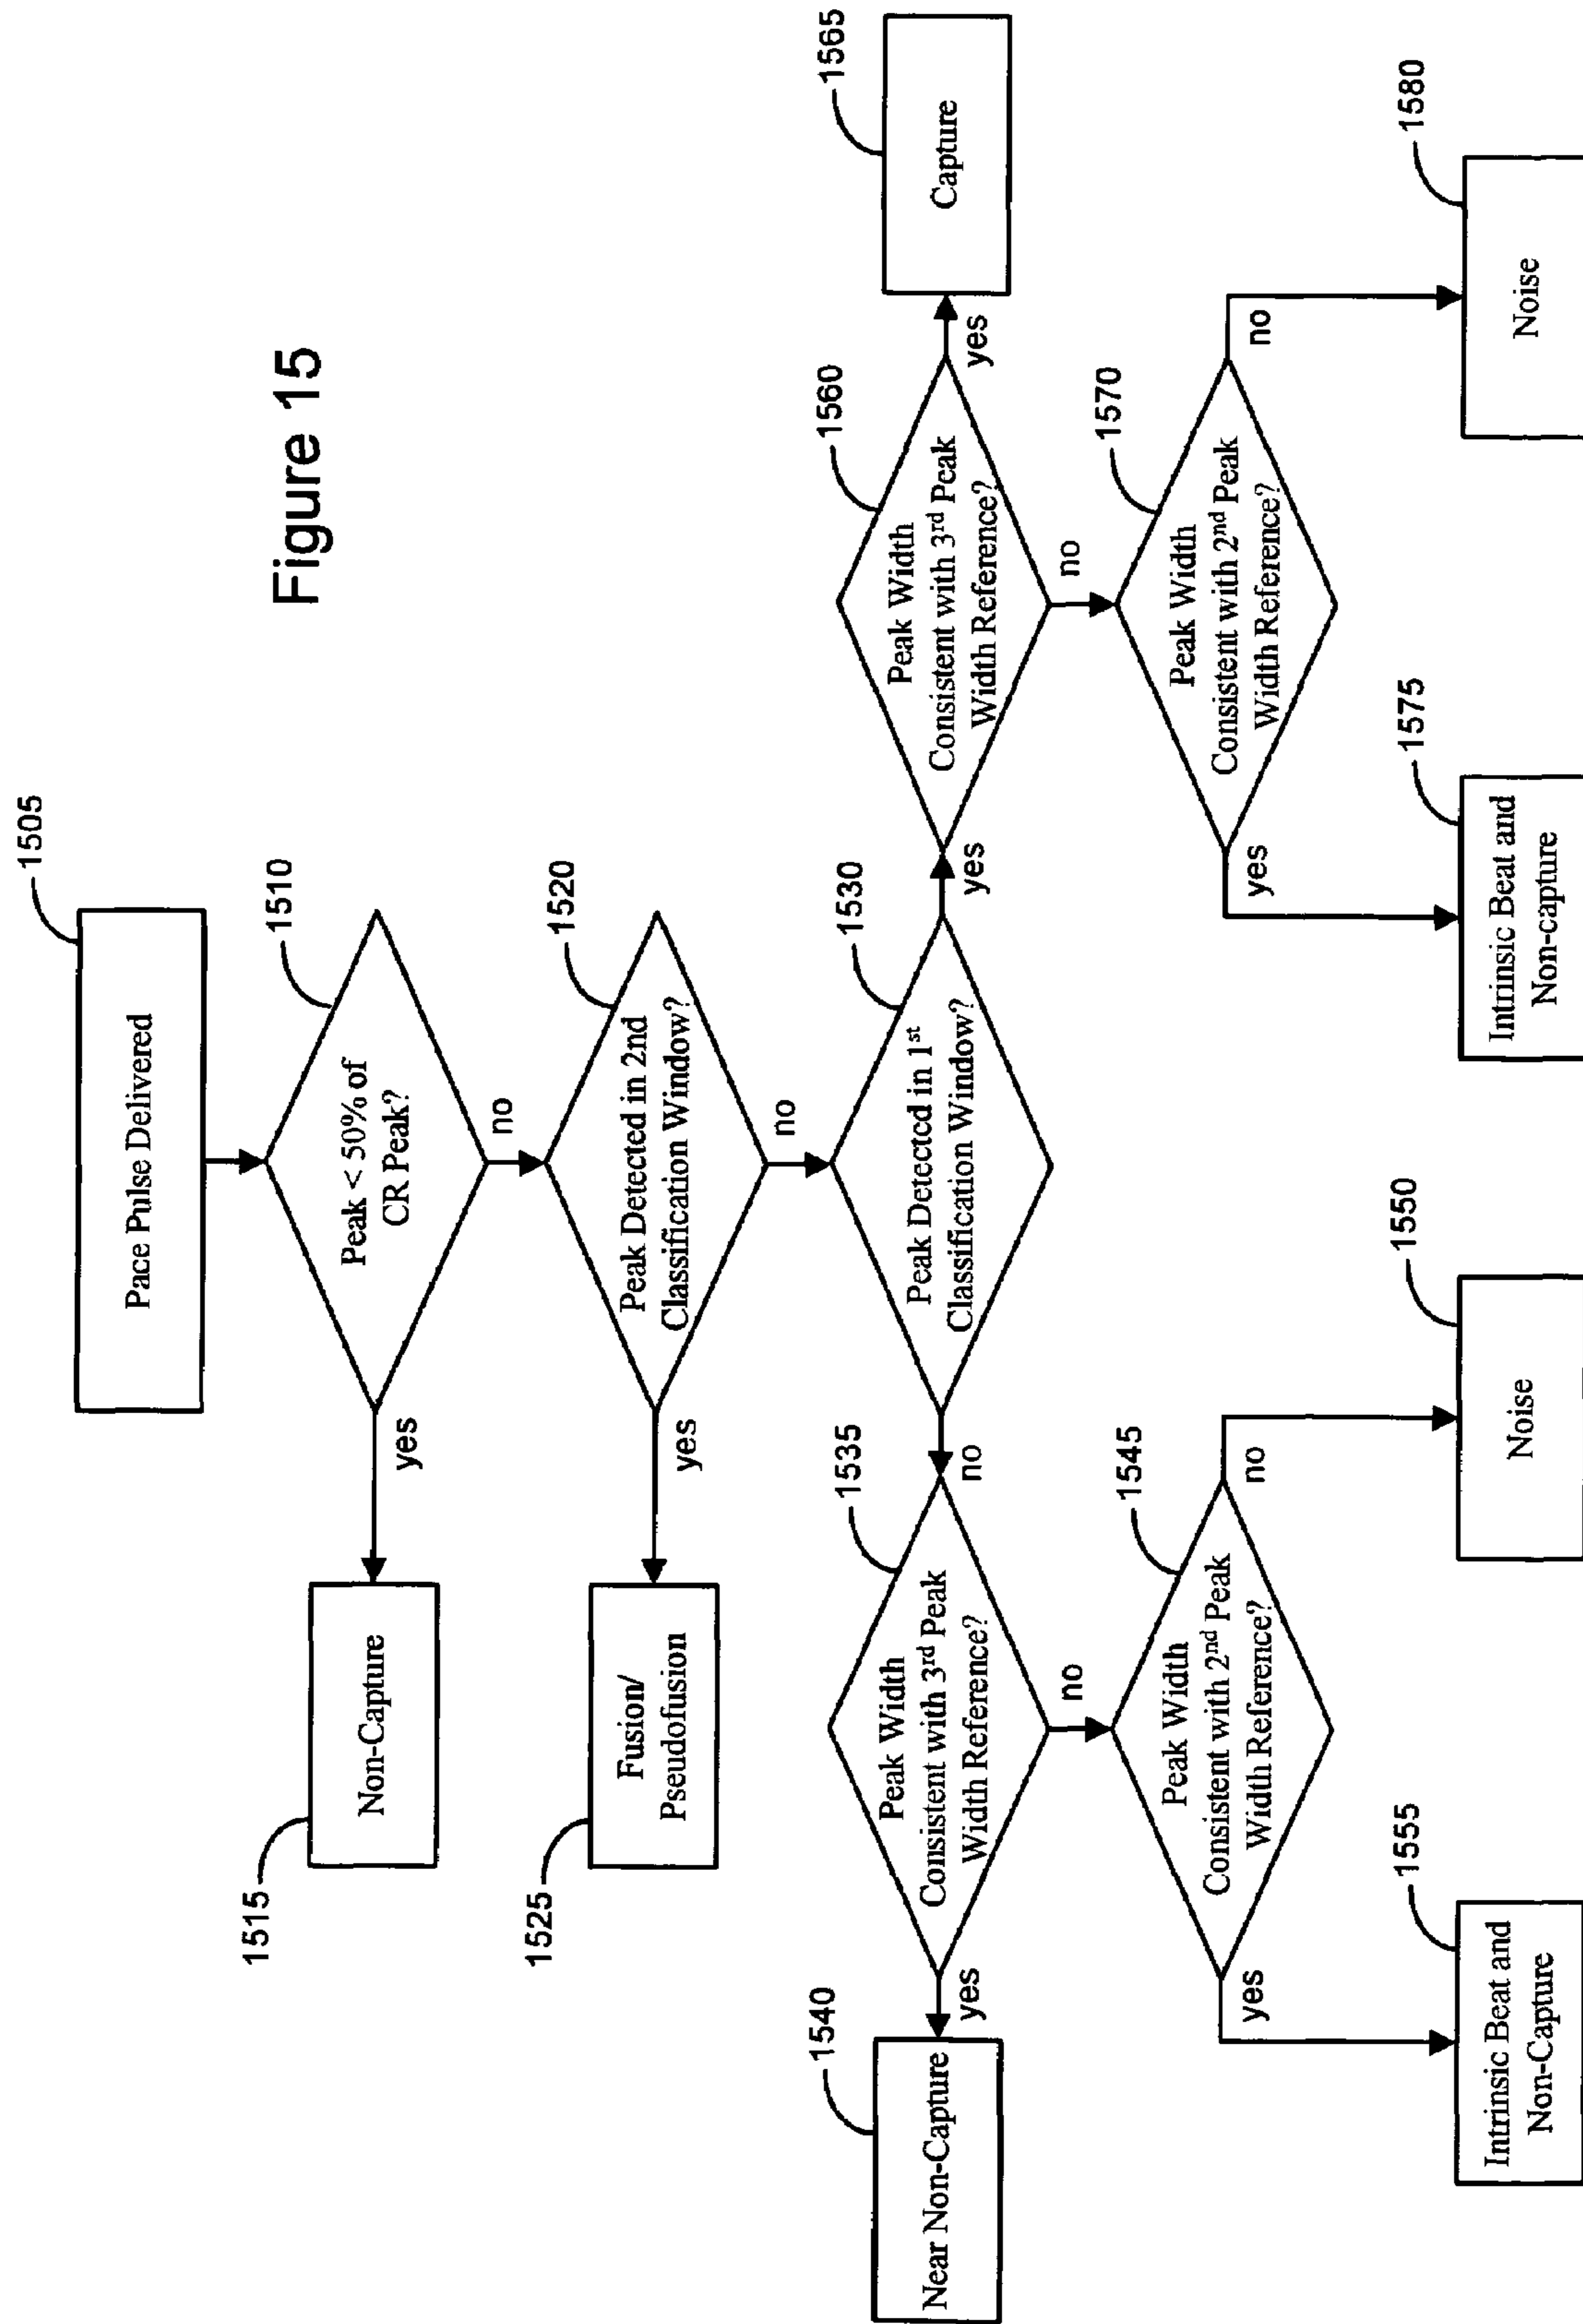 Figure 15
1505
Pace Pulse Delivered
1510
Peak < 50% of
CR Peak?
yes
no
1515
Non-Capture
1520
Peak Detected in 2nd
Classification Window?
yes
no
1525
Fusion/
Pseudofusion
1530
Peak Detected in 1st
Classification Window?
no
yes
1535
Peak Width
Consistent with 3rd Peak
Width Reference?
yes
no
1540
Near Non-Capture
1545
Peak Width
Consistent with 2nd Peak
Width Reference?
yes
no
1555
Intrinsic Beat and
Non-Capture
1550
Noise
1560
Peak Width
Consistent with 3rd Peak
Width Reference?
yes
no
1565
Capture
1570
Peak Width
Consistent with 2nd Peak
Width Reference?
yes
no
1575
Intrinsic Beat and
Non-capture
1580
Noise